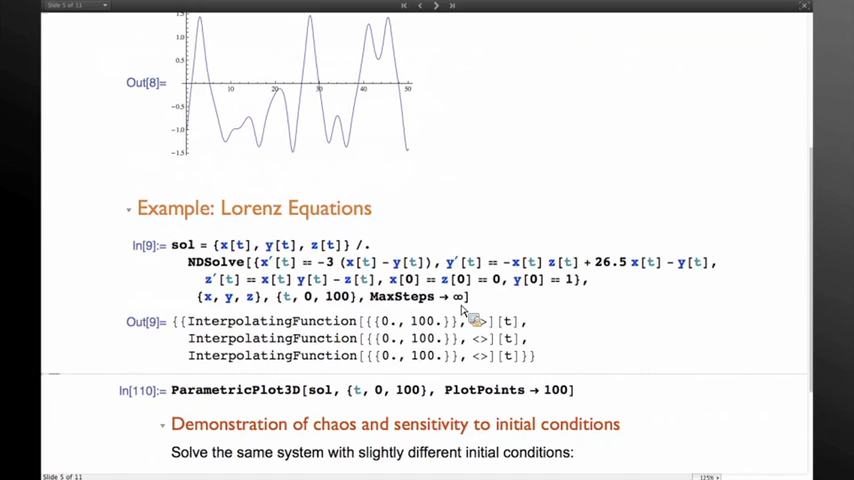 Slide 5 of 11
1.5
1.0
0.5
Out[8]=
10 20 30 40 50
-0.5
-1.0
-1.5
Example: Lorenz Equations
In[9]:= sol = {x[t], y[t], z[t]} /.
NDSolve[{x′[t] == -3 (x[t] - y[t]), y′[t] == -x[t] z[t] + 26.5 x[t] - y[t],
z′[t] == x[t] y[t] - z[t], x[0] == z[0] == 0, y[0] == 1},
{x, y, z}, {t, 0, 100}, MaxSteps → ∞]
Out[9]= {{InterpolatingFunction[{{0., 100.}}, <>][t],
InterpolatingFunction[{{0., 100.}}, <>][t],
InterpolatingFunction[{{0., 100.}}, <>][t]}}
In[110]:= ParametricPlot3D[sol, {t, 0, 100}, PlotPoints → 100]
Demonstration of chaos and sensitivity to initial conditions
Solve the same system with slightly different initial conditions:
Slide 5 of 11
125%